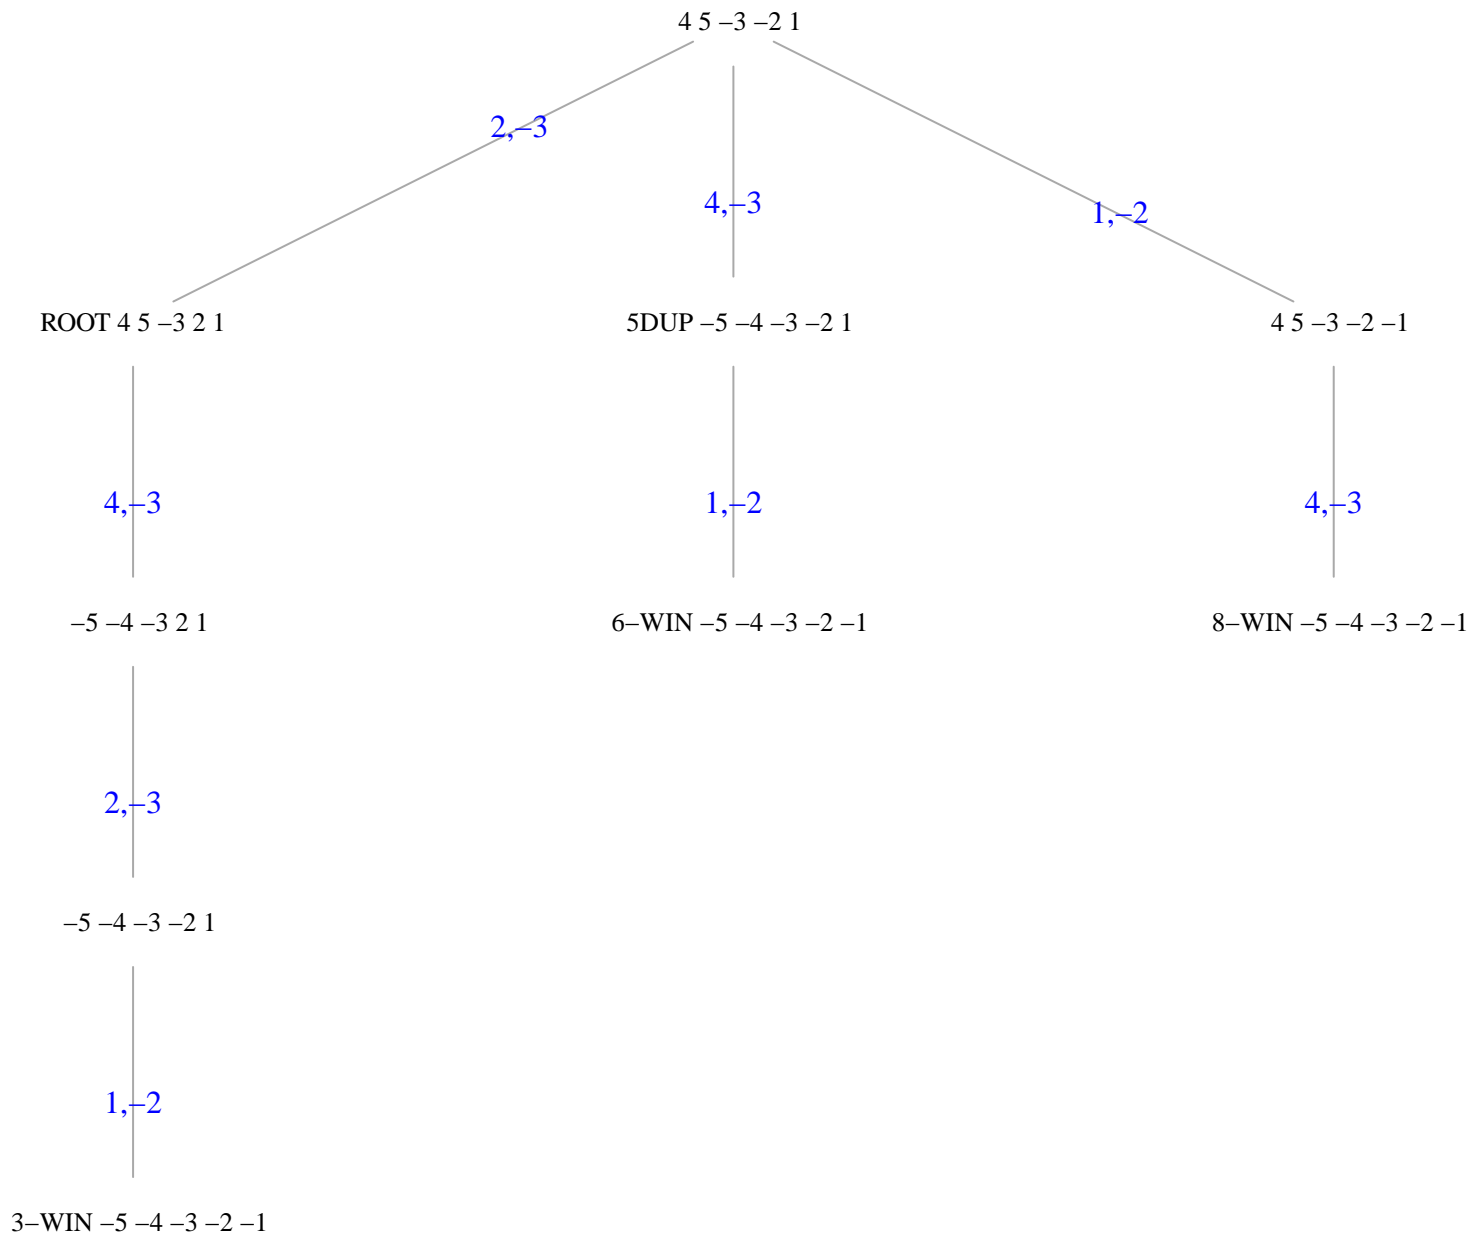 4 5 –3 –2 1
2,–3
4,–3
1,–2
ROOT 4 5 –3 2 1
5DUP –5 –4 –3 –2 1
4 5 –3 –2 –1
4,–3
1,–2
4,–3
–5 –4 –3 2 1
6–WIN –5 –4 –3 –2 –1
8–WIN –5 –4 –3 –2 –1
2,–3
–5 –4 –3 –2 1
1,–2
3–WIN –5 –4 –3 –2 –1